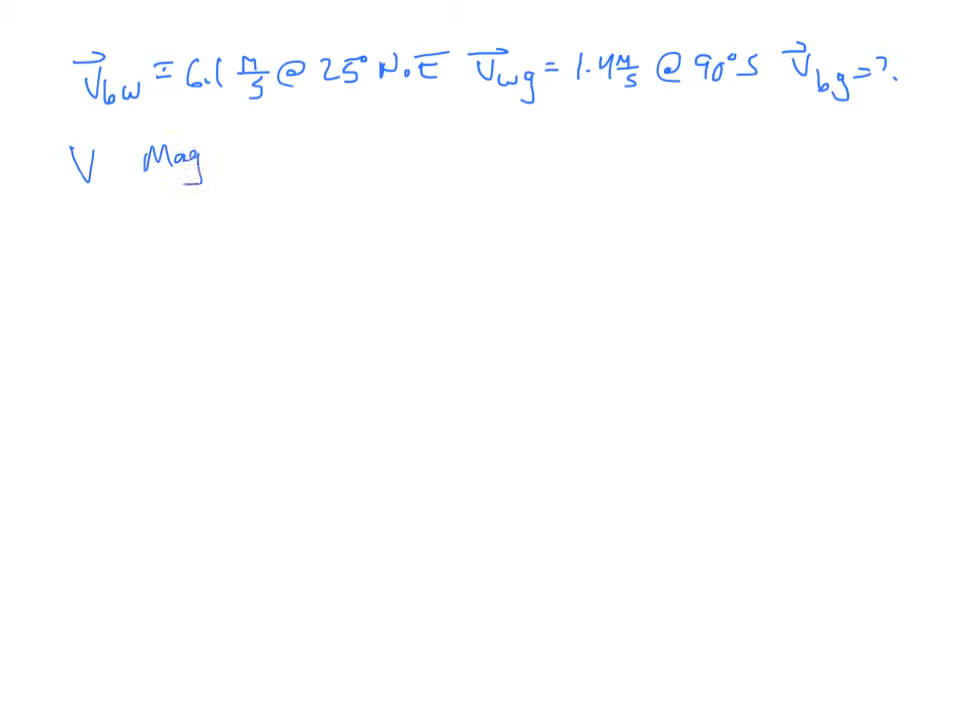 V⃗bw = 6.1 m/s @ 25° N.E V⃗wg = 1.4 m/s @ 90° S V⃗bg = ?.
V Mag